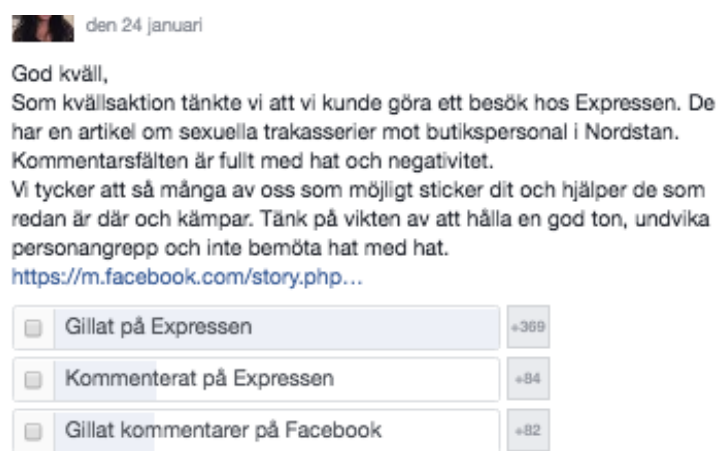 den 24 januari
God kväll,
Som kvällsaktion tänkte vi att vi kunde göra ett besök hos Expressen. De
har en artikel om sexuella trakasserier mot butikspersonal i Nordstan.
Kommentarsfälten är fullt med hat och negativitet.
Vi tycker att så många av oss som möjligt sticker dit och hjälper de som
redan är där och kämpar. Tänk på vikten av att hålla en god ton, undvika
personangrepp och inte bemöta hat med hat.
https://m.facebook.com/story.php...
Gillat på Expressen +369
Kommenterat på Expressen +84
Gillat kommentarer på Facebook +82